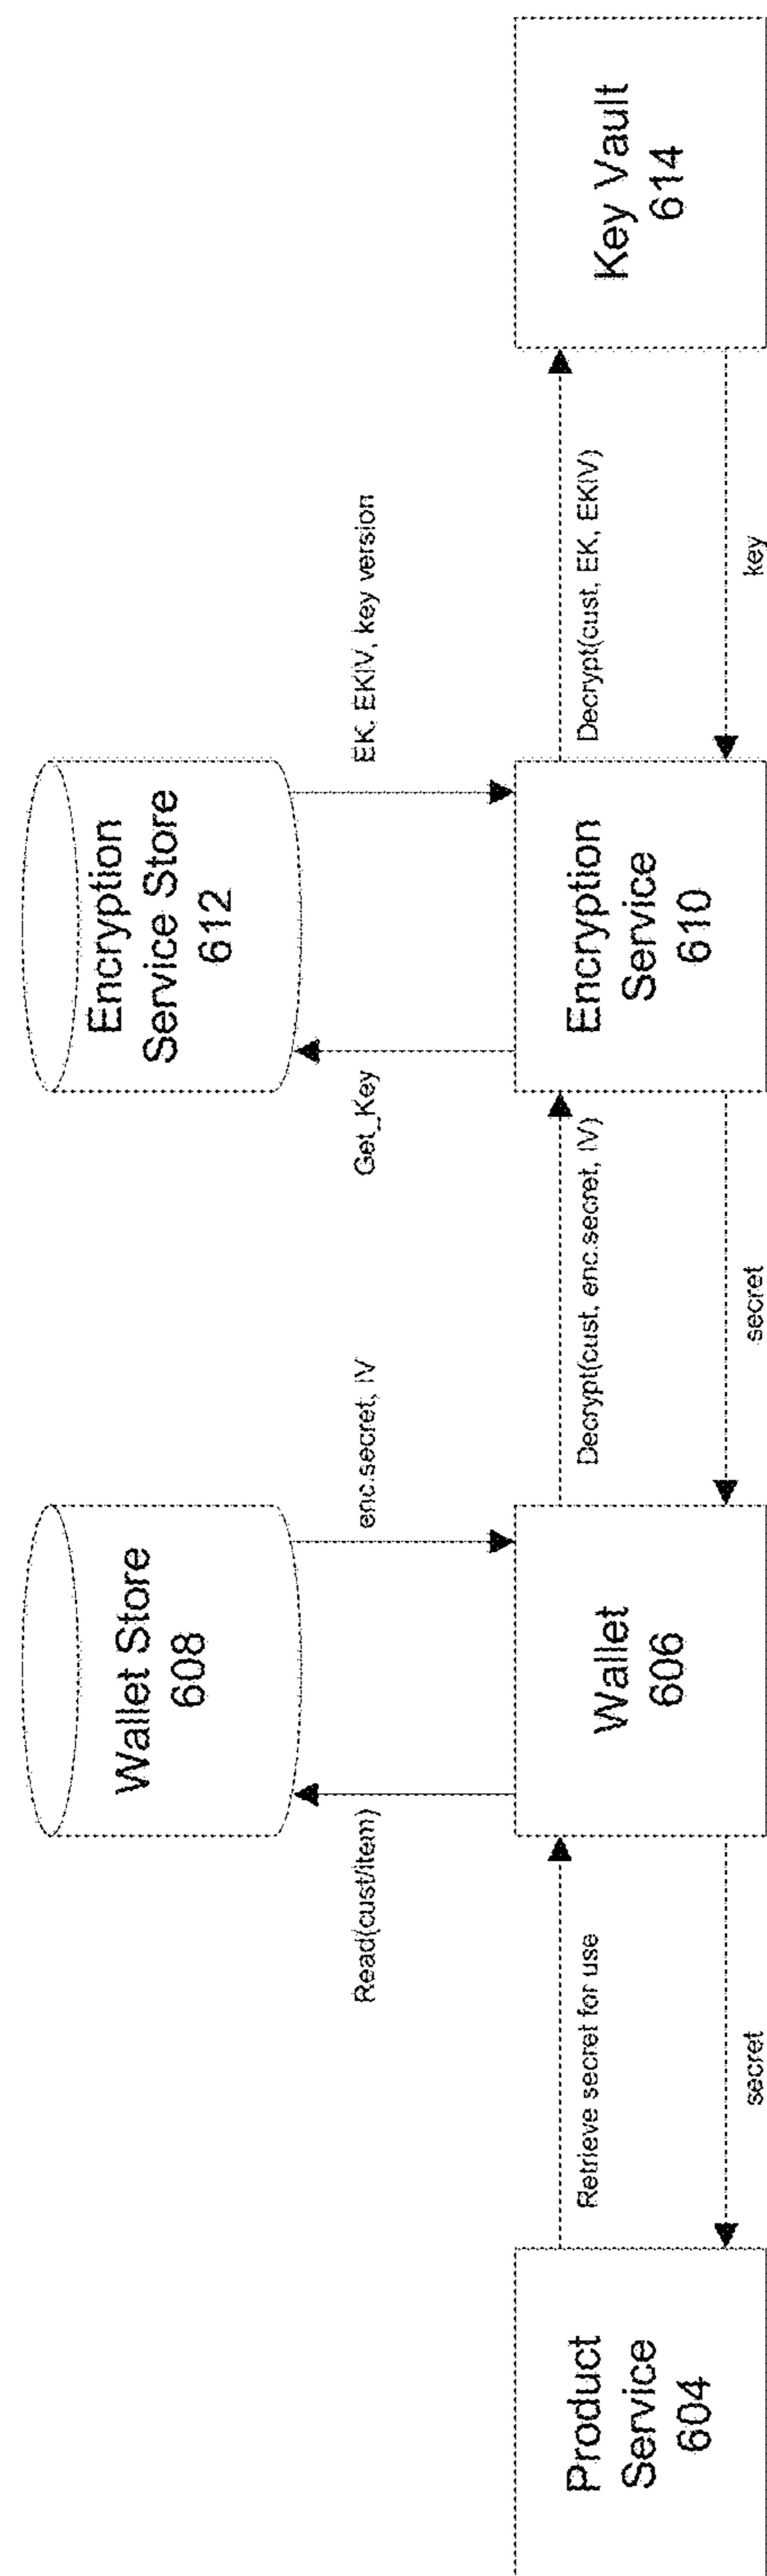 Wallet Store
608
Encryption
Service Store
612
Read(cust/item)
enc.secret, IV
Get_Key
EK, EKIV, key version
Product
Service
604
Retrieve secret for use
secret
Wallet
606
Decrypt(cust, enc.secret, IV)
secret
Encryption
Service
610
Decrypt(cust, EK, EKIV)
key
Key Vault
614